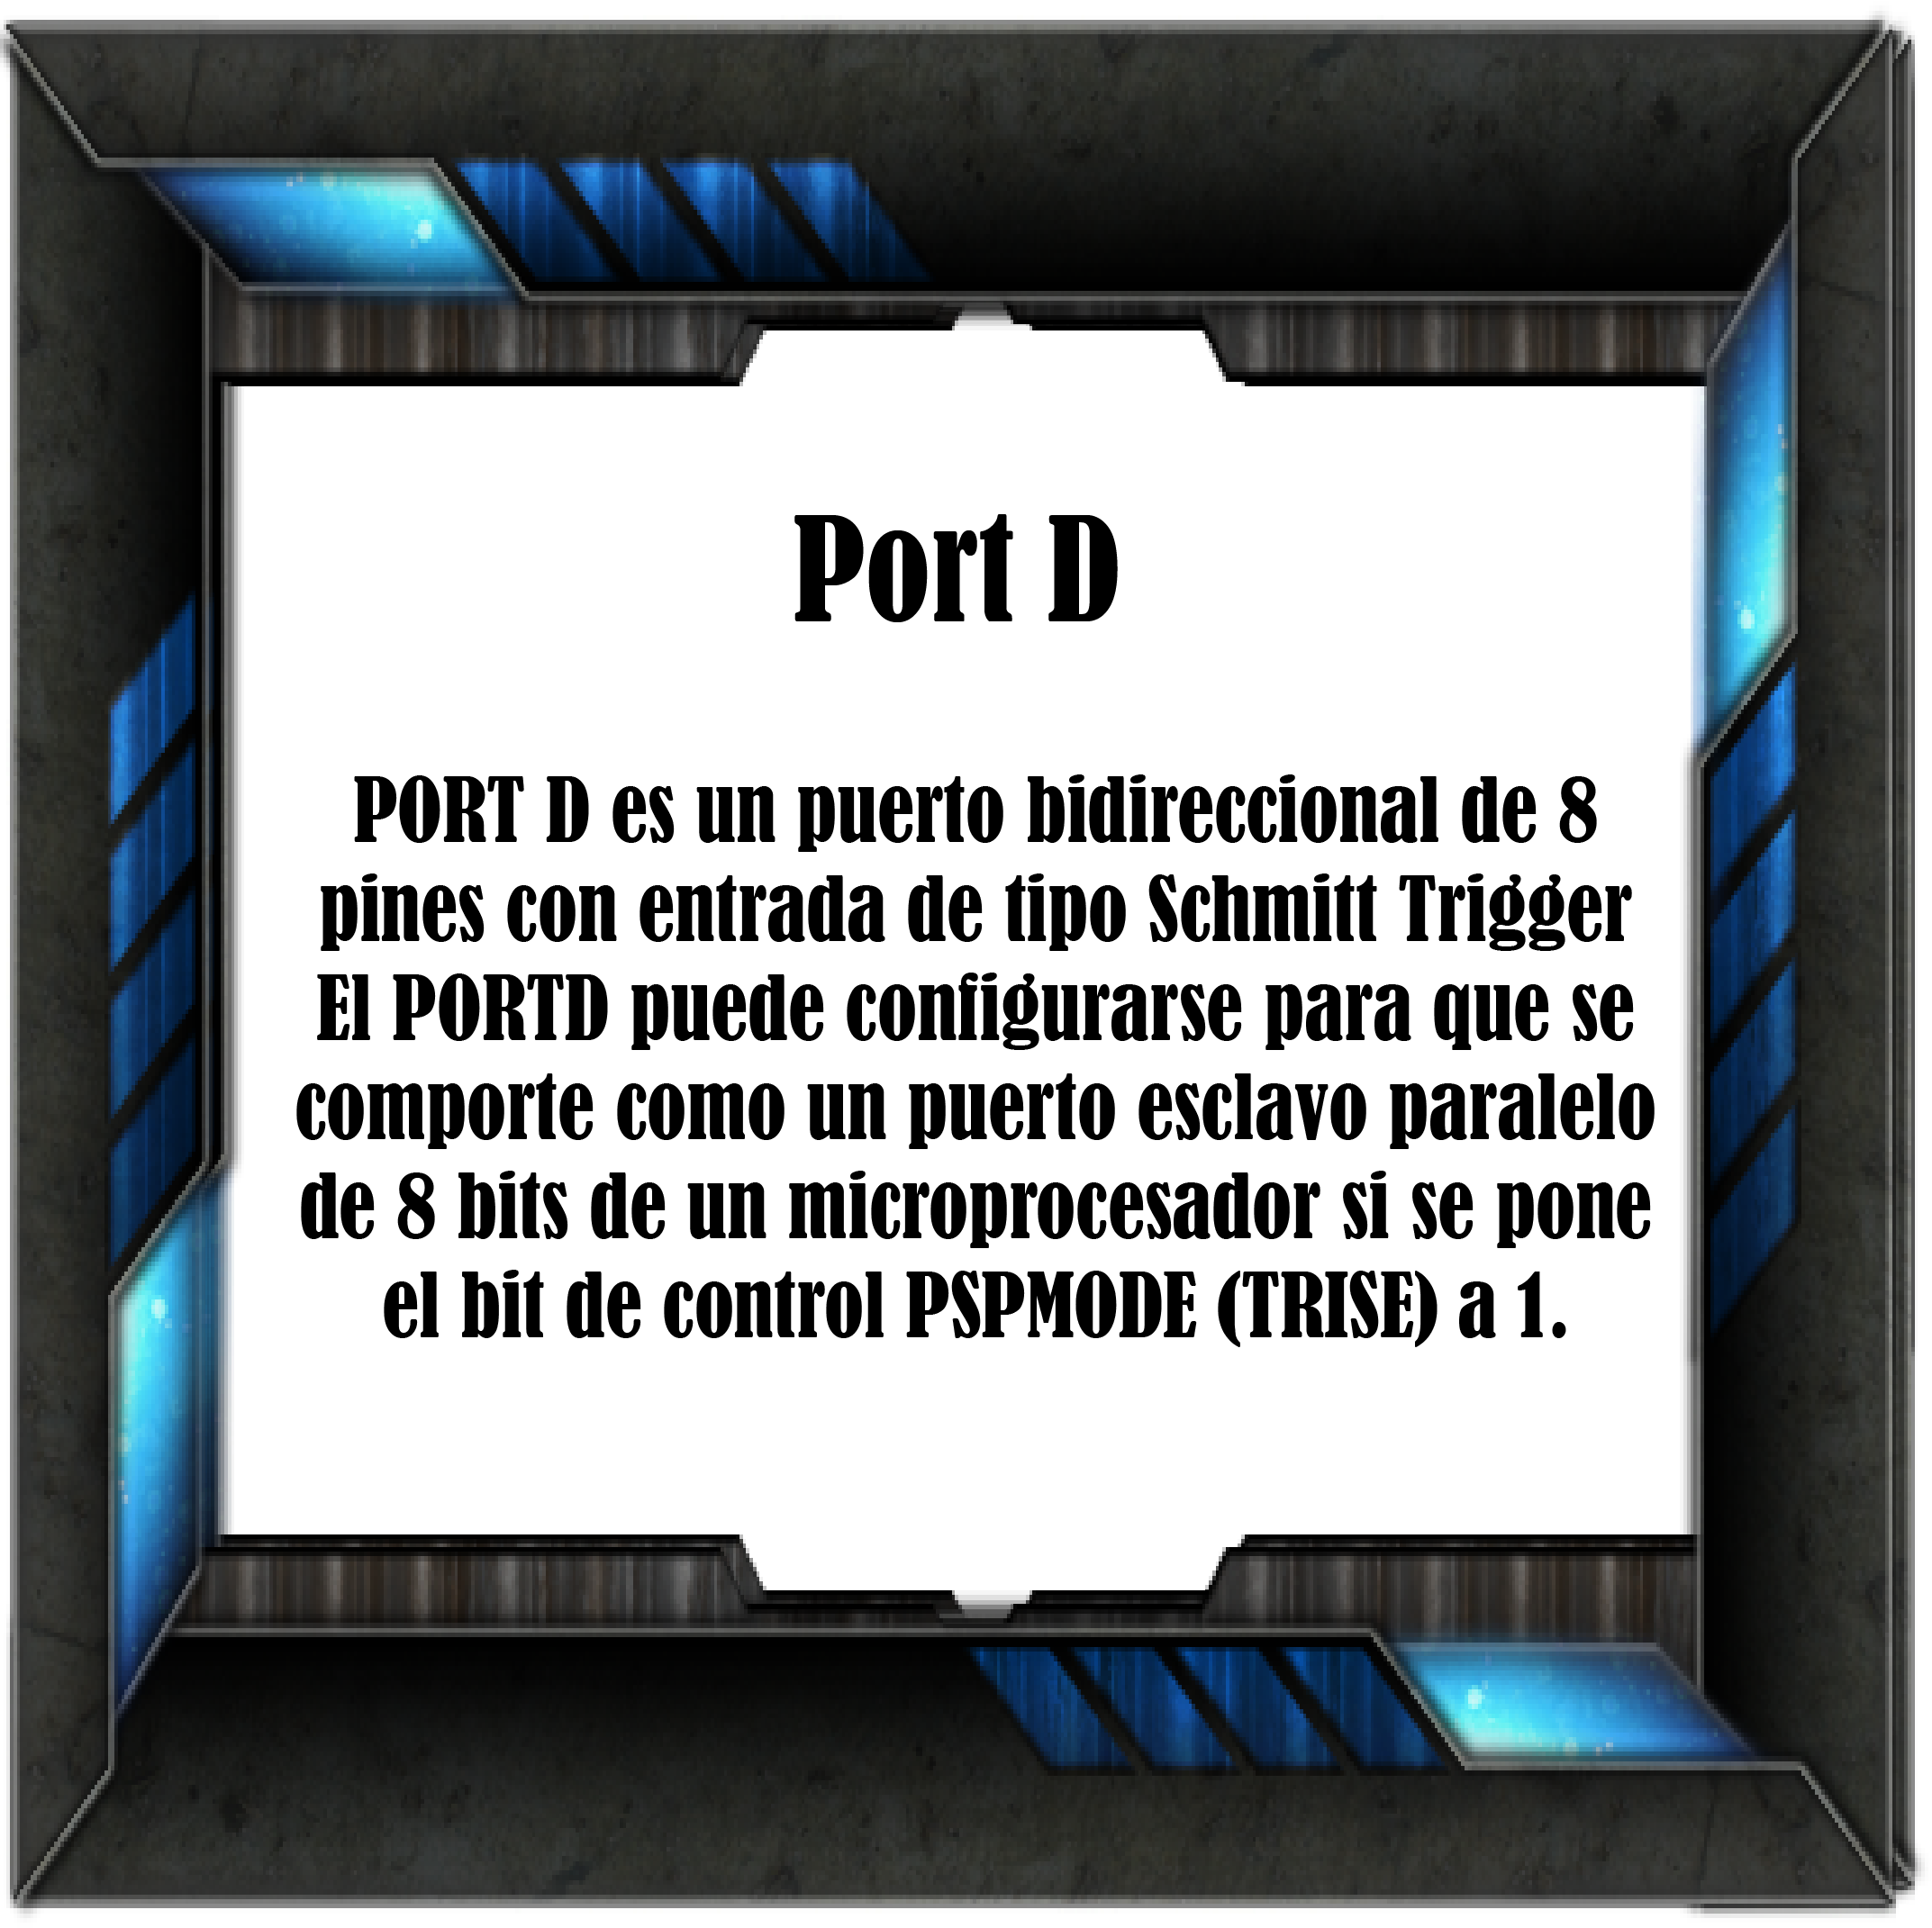 Port D
PORT D es un puerto bidireccional de 8
pines con entrada de tipo Schmitt Trigger
El PORTD puede configurarse para que se
comporte como un puerto esclavo paralelo
de 8 bits de un microprocesador si se pone
el bit de control PSPMODE (TRISE) a 1.